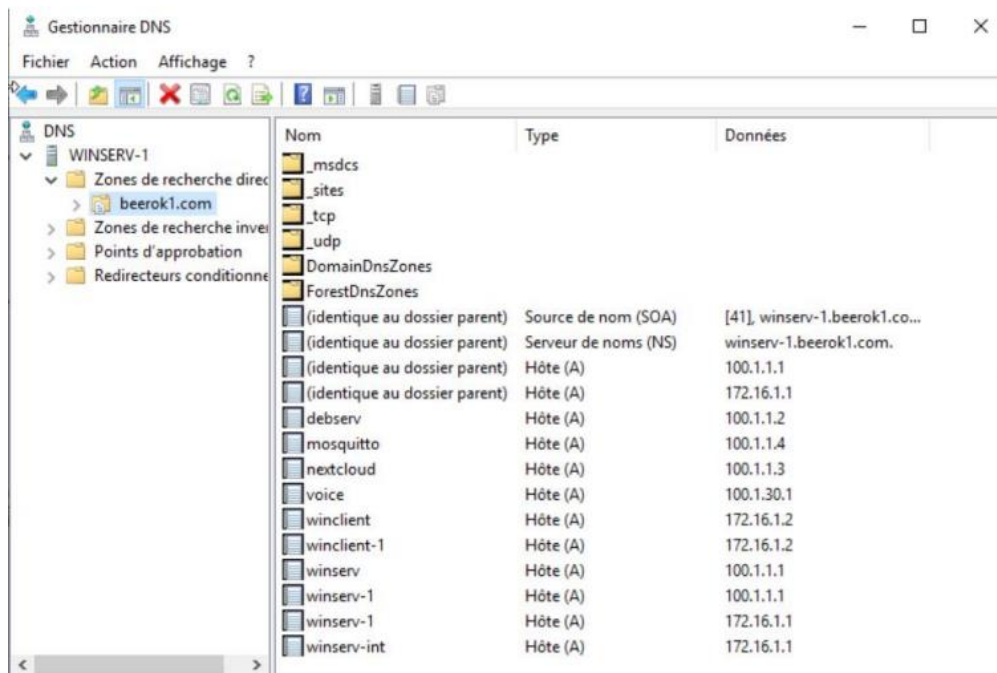 Gestionnaire DNS
Fichier Action Affichage ?
DNS
WINSERV-1
Zones de recherche direc
beerok1.com
Zones de recherche inver
Points d'approbation
Redirecteurs conditionne
Nom Type Données
_msdcs
_sites
_tcp
_udp
DomainDnsZones
ForestDnsZones
(identique au dossier parent) Source de nom (SOA) [41], winserv-1.beerok1.co...
(identique au dossier parent) Serveur de noms (NS) winserv-1.beerok1.com.
(identique au dossier parent) Hôte (A) 100.1.1.1
(identique au dossier parent) Hôte (A) 172.16.1.1
debserv Hôte (A) 100.1.1.2
mosquitto Hôte (A) 100.1.1.4
nextcloud Hôte (A) 100.1.1.3
voice Hôte (A) 100.1.30.1
winclient Hôte (A) 172.16.1.2
winclient-1 Hôte (A) 172.16.1.2
winserv Hôte (A) 100.1.1.1
winserv-1 Hôte (A) 100.1.1.1
winserv-1 Hôte (A) 172.16.1.1
winserv-int Hôte (A) 172.16.1.1